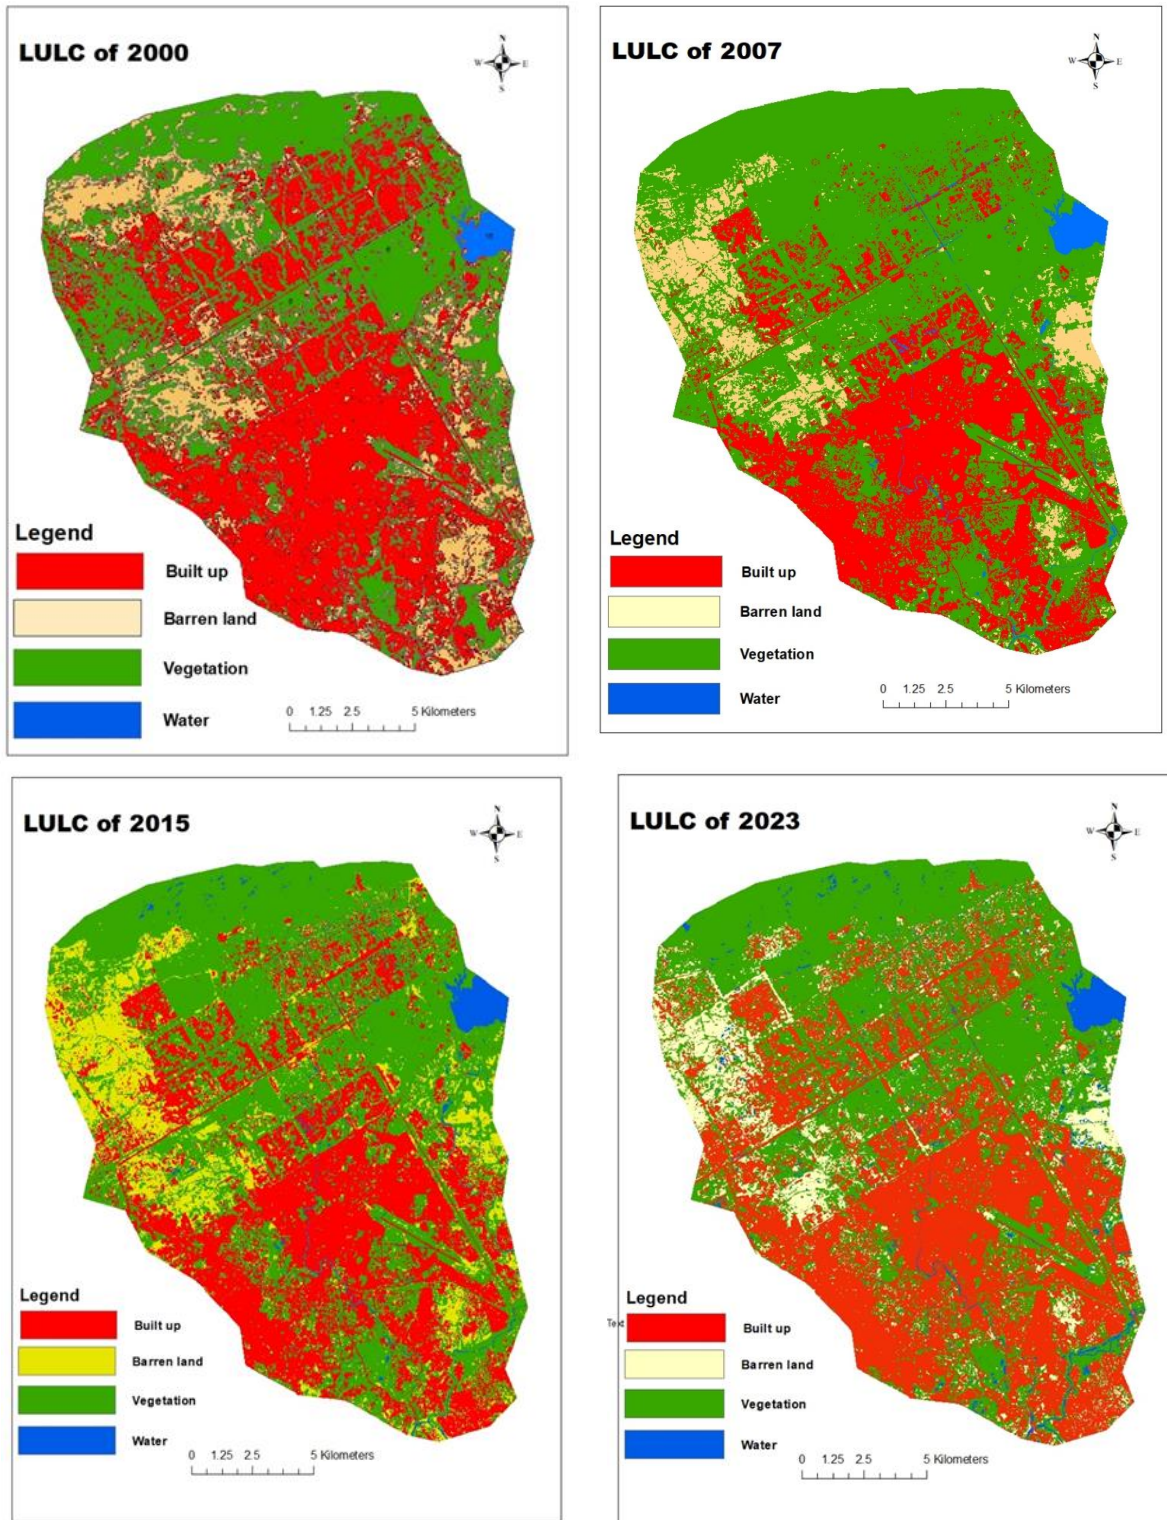 LULC of 2000
N
W E
S
Legend
Built up
Barren land
Vegetation
Water
0 1.25 2.5 5 Kilometers
LULC of 2007
N
W E
S
Legend
Built up
Barren land
Vegetation
Water
0 1.25 2.5 5 Kilometers
LULC of 2015
N
W E
S
Legend
Built up
Barren land
Vegetation
Water
0 1.25 2.5 5 Kilometers
LULC of 2023
N
W E
S
Legend
Text
Built up
Barren land
Vegetation
Water
0 1.25 2.5 5 Kilometers